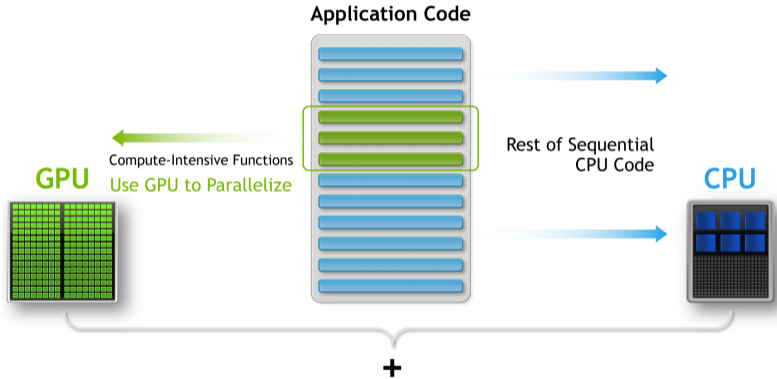 Application Code
Compute-Intensive Functions
Use GPU to Parallelize
GPU
Rest of Sequential
CPU Code
CPU
+